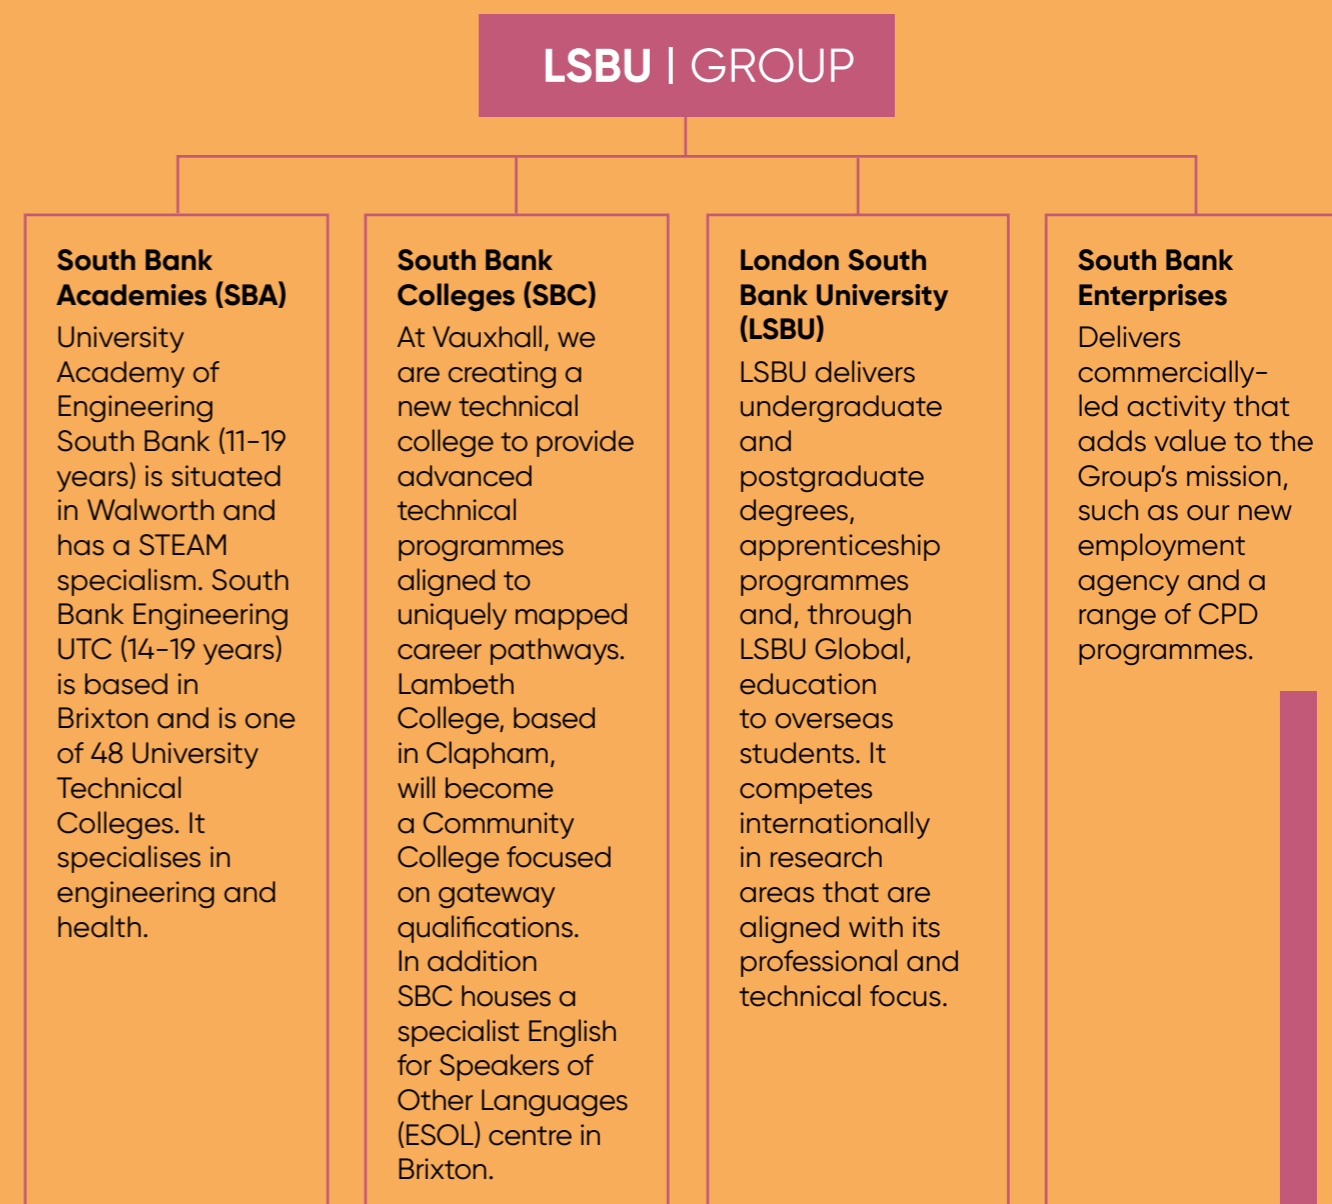 LSBU | GROUP
South Bank
Academies (SBA)
University
Academy of
Engineering
South Bank (11-19
years) is situated
in Walworth and
has a STEAM
specialism. South
Bank Engineering
UTC (14-19 years)
is based in
Brixton and is one
of 48 University
Technical
Colleges. It
specialises in
engineering and
health.
South Bank
Colleges (SBC)
At Vauxhall, we
are creating a
new technical
college to provide
advanced
technical
programmes
aligned to
uniquely mapped
career pathways.
Lambeth
College, based
in Clapham,
will become
a Community
College focused
on gateway
qualifications.
In addition
SBC houses a
specialist English
for Speakers of
Other Languages
(ESOL) centre in
Brixton.
London South
Bank University
(LSBU)
LSBU delivers
undergraduate
and
postgraduate
degrees,
apprenticeship
programmes
and, through
LSBU Global,
education
to overseas
students. It
competes
internationally
in research
areas that are
aligned with its
professional and
technical focus.
South Bank
Enterprises
Delivers
commercially-
led activity that
adds value to the
Group's mission,
such as our new
employment
agency and a
range of CPD
programmes.